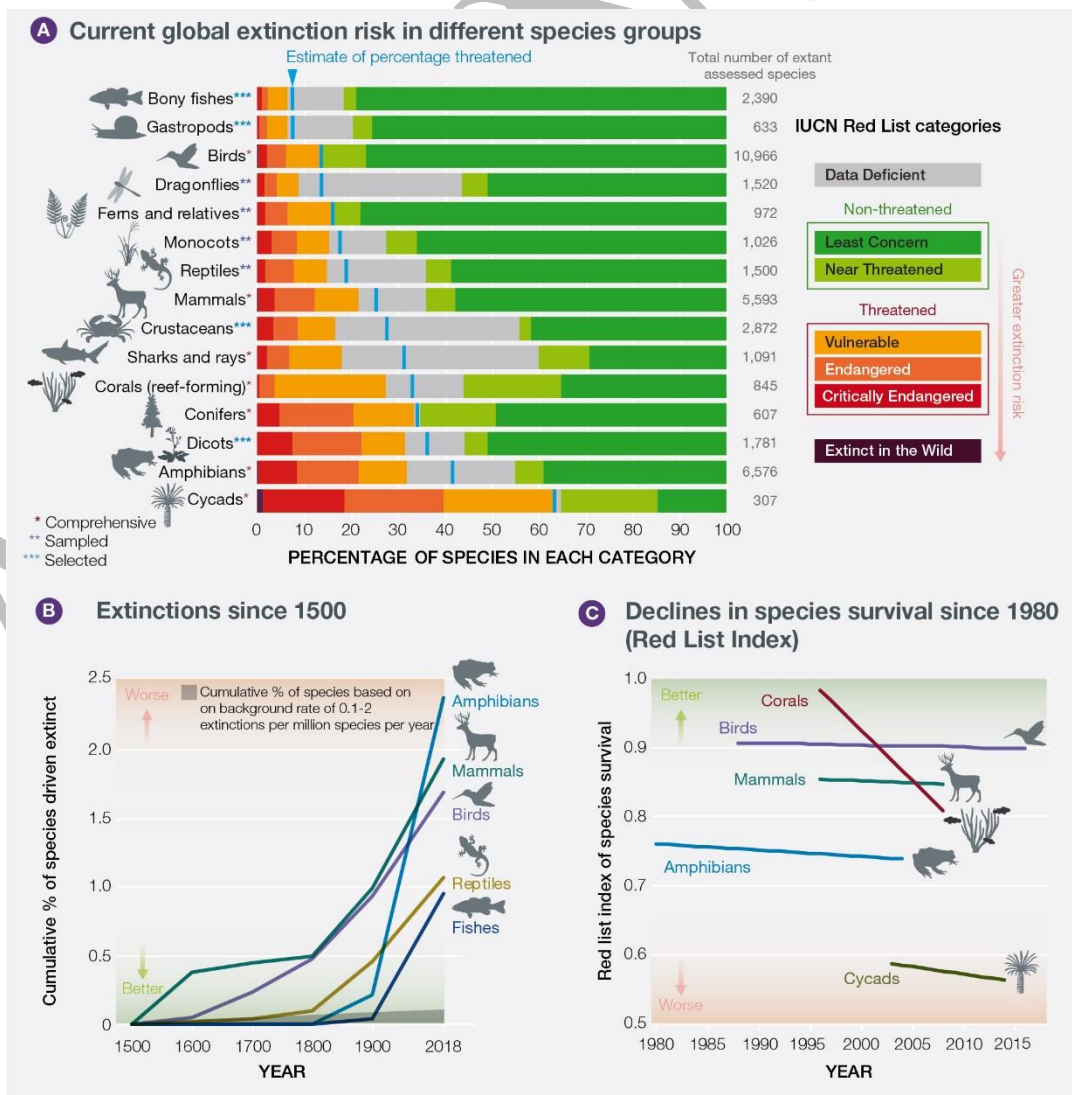 A Current global extinction risk in different species groups
Estimate of percentage threatened
Total number of extant
assessed species
Bony fishes*** 2,390
Gastropods*** 633
Birds* 10,966
Dragonflies** 1,520
Ferns and relatives** 972
Monocots** 1,026
Reptiles** 1,500
Mammals* 5,593
Crustaceans*** 2,872
Sharks and rays* 1,091
Corals (reef-forming)* 845
Conifers* 607
Dicots*** 1,781
Amphibians* 6,576
Cycads* 307
0 10 20 30 40 50 60 70 80 90 100
PERCENTAGE OF SPECIES IN EACH CATEGORY
* Comprehensive
** Sampled
*** Selected
IUCN Red List categories
Data Deficient
Non-threatened
Least Concern
Near Threatened
Threatened
Vulnerable
Endangered
Critically Endangered
Extinct in the Wild
Greater extinction risk
B Extinctions since 1500
Cumulative % of species driven extinct
2.5
2.0
1.5
1.0
0.5
0
Worse
Better
Cumulative % of species based on
on background rate of 0.1-2
extinctions per million species per year
Amphibians
Mammals
Birds
Reptiles
Fishes
1500 1600 1700 1800 1900 2018
YEAR
C Declines in species survival since 1980
(Red List Index)
Red list index of species survival
1.0
0.9
0.8
0.7
0.6
0.5
Better
Worse
Corals
Birds
Mammals
Amphibians
Cycads
1980 1985 1990 1995 2000 2005 2010 2015
YEAR